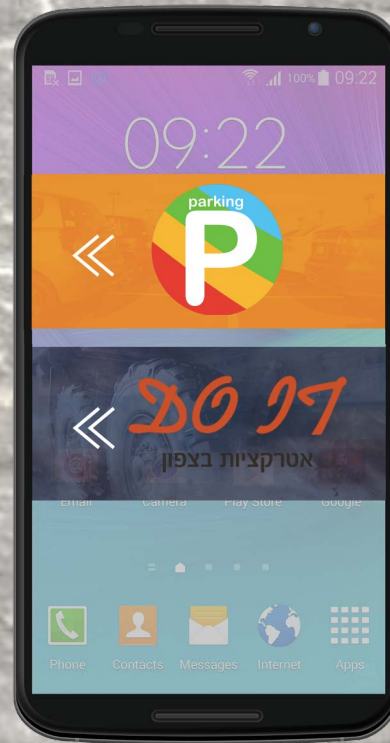 100% 09:22
09:22
parking
P
DO IT
אטרקציות בצפון
Email Camera Play Store Google
Phone Contacts Messages Internet Apps